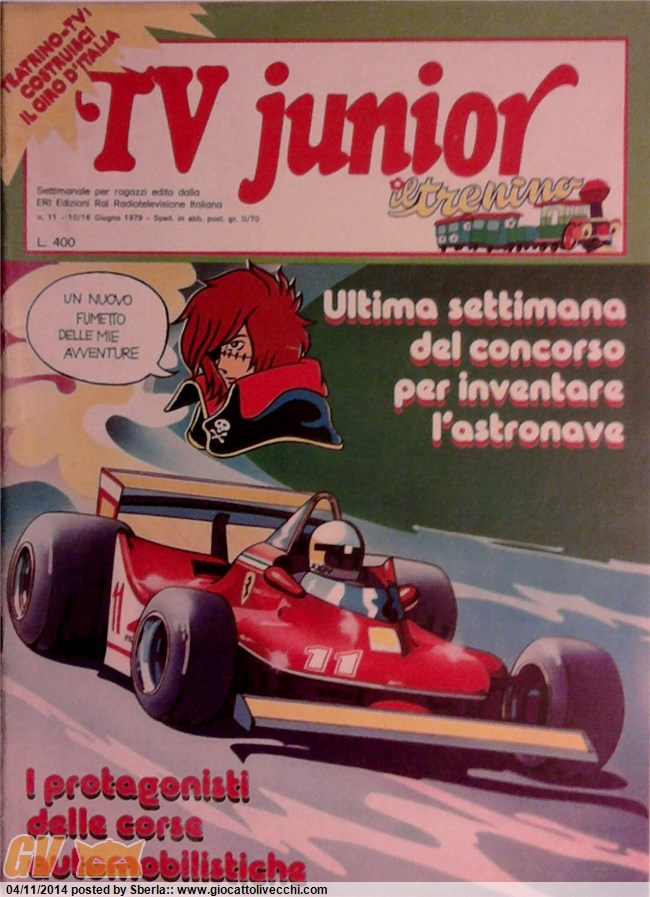 TEATRINO-TV:
COSTRUISCI
IL GIRO D'ITALIA
TV junior
Settimanale per ragazzi edito dalla
ERI Edizioni Rai Radiotelevisione Italiana
n. 11 - 10/16 Giugno 1979 - Sped. in abb. post. gr. II/70
L. 400
il trenino
UN NUOVO
FUMETTO
DELLE MIE
AVVENTURE
Ultima settimana
del concorso
per inventare
l'astronave
11
11
I protagonisti
delle corse
automobilistiche
GV
04/11/2014 posted by Sberla:: www.giocattolivecchi.com